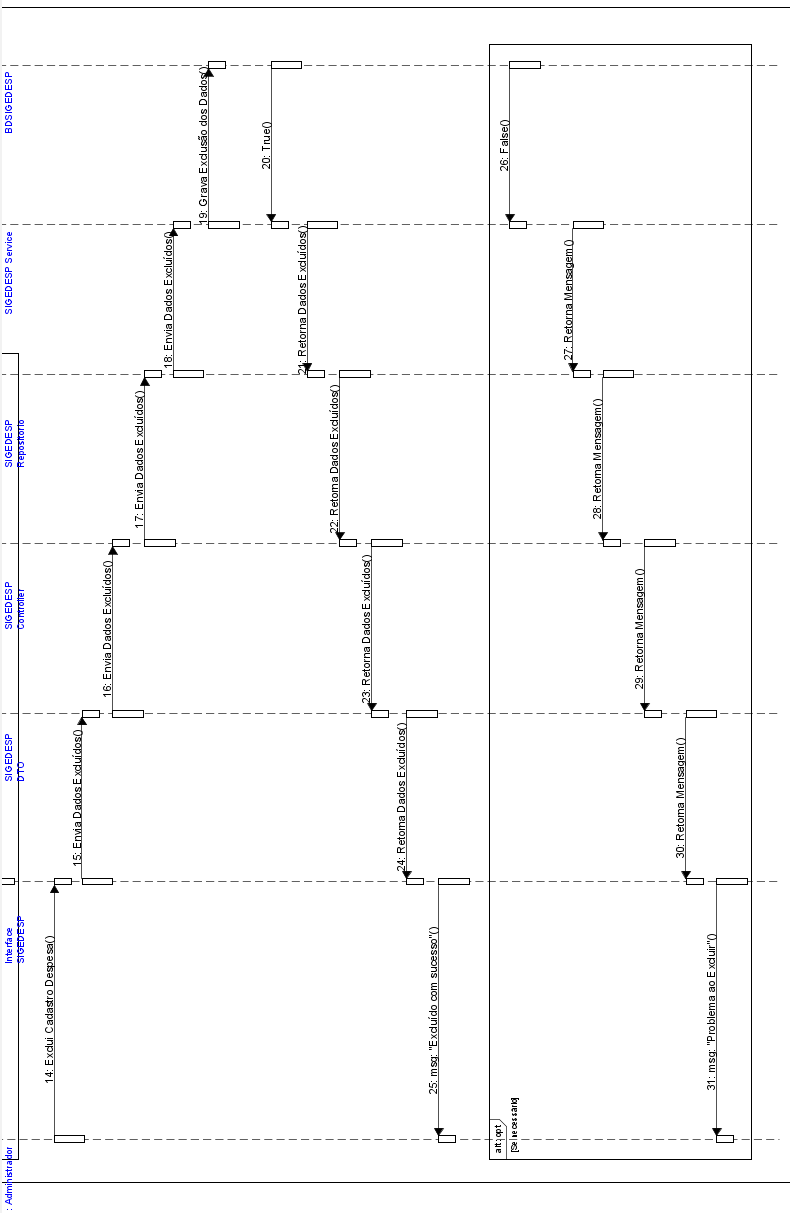 : Administrador
Interface
SIGEDESP
SIGEDESP
DTO
SIGEDESP
Controller
SIGEDESP
Repositorio
SIGEDESP Service
BDSIGEDESP
14: Exclui Cadastro Despesa()
15: Envia Dados Excluídos()
16: Envia Dados Excluídos()
17: Envia Dados Excluídos()
18: Envia Dados Excluídos()
19: Grava Exclusão dos Dados()
20: True()
21: Retorna Dados Excluídos()
22: Retorna Dados Excluídos()
23: Retorna Dados Excluídos()
24: Retorna Dados Excluídos()
25: msg: "Excluído com sucesso"()
alt: opt
[Se necessário]
26: False()
27: Retorna Mensagem()
28: Retorna Mensagem()
29: Retorna Mensagem()
30: Retorna Mensagem()
31: msg: "Problema ao Excluir"()